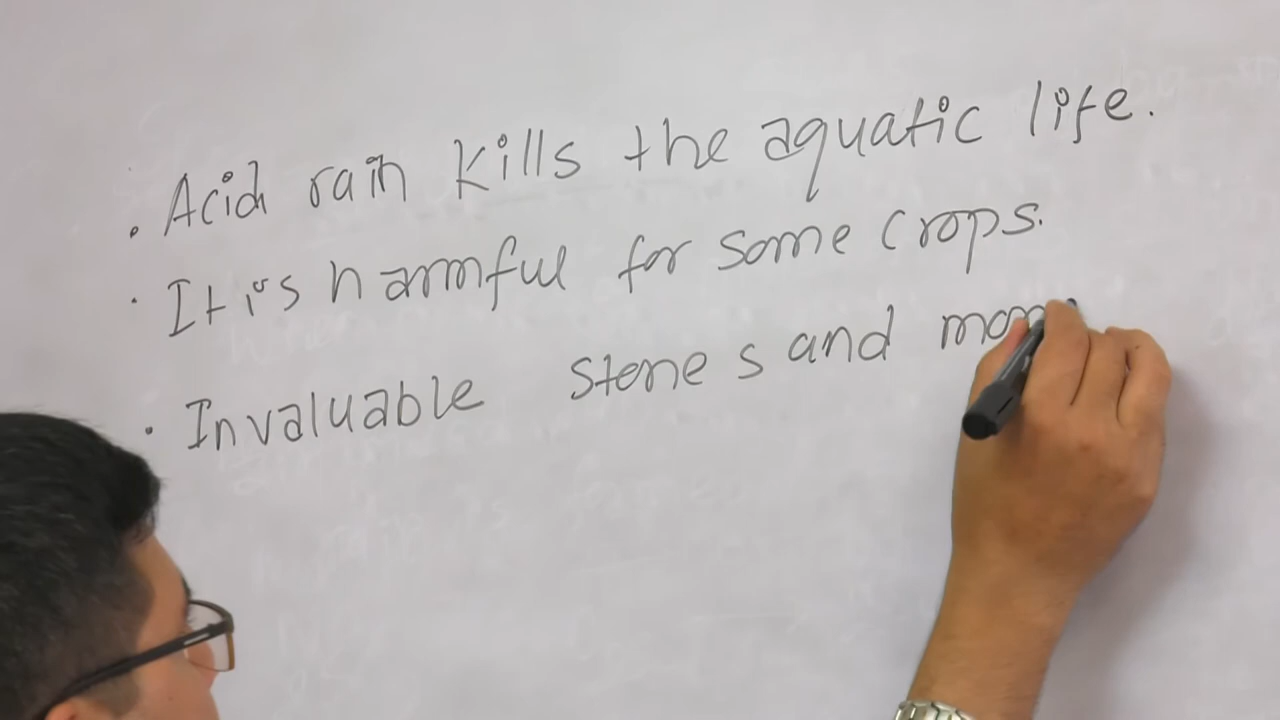 . Acid rain kills the aquatic life.
. It is harmful for some crops.
. Invaluable stones and